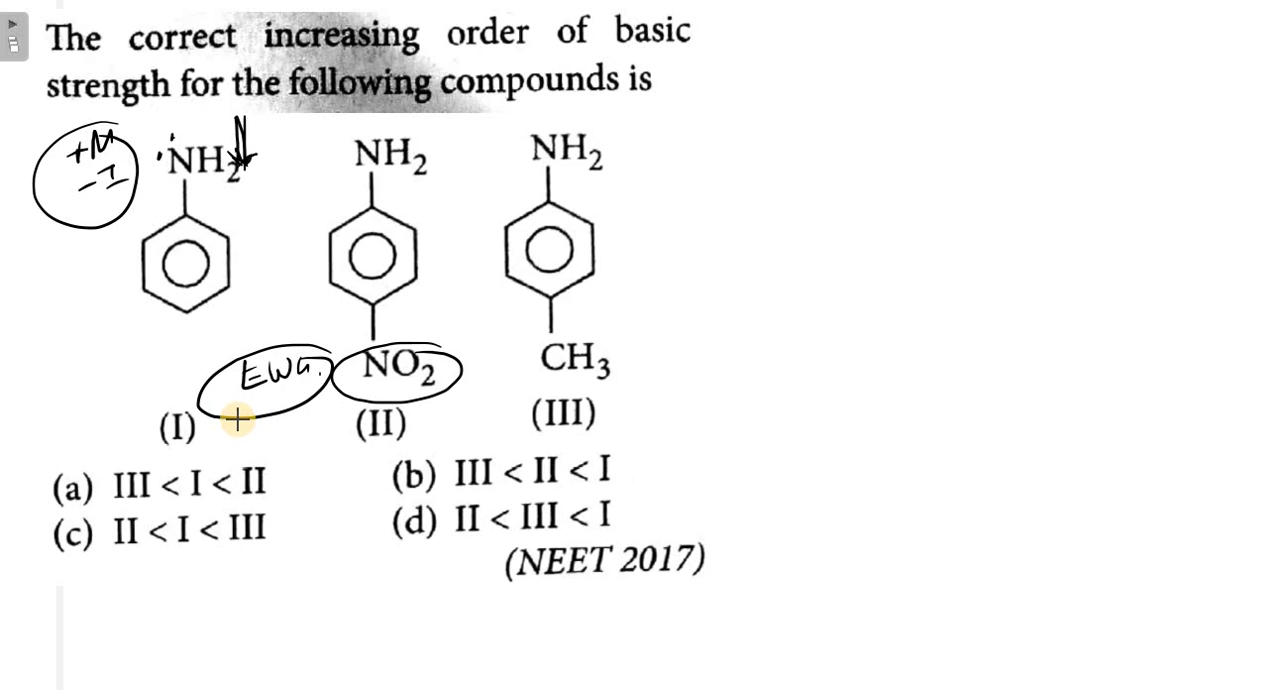 The correct increasing order of basic
strength for the following compounds is
+M
-I
NH2
NH2
NH2
EWG.
NO2
CH3
(I)
+
(II)
(III)
(a) III < I < II
(b) III < II < I
(c) II < I < III
(d) II < III < I
(NEET 2017)